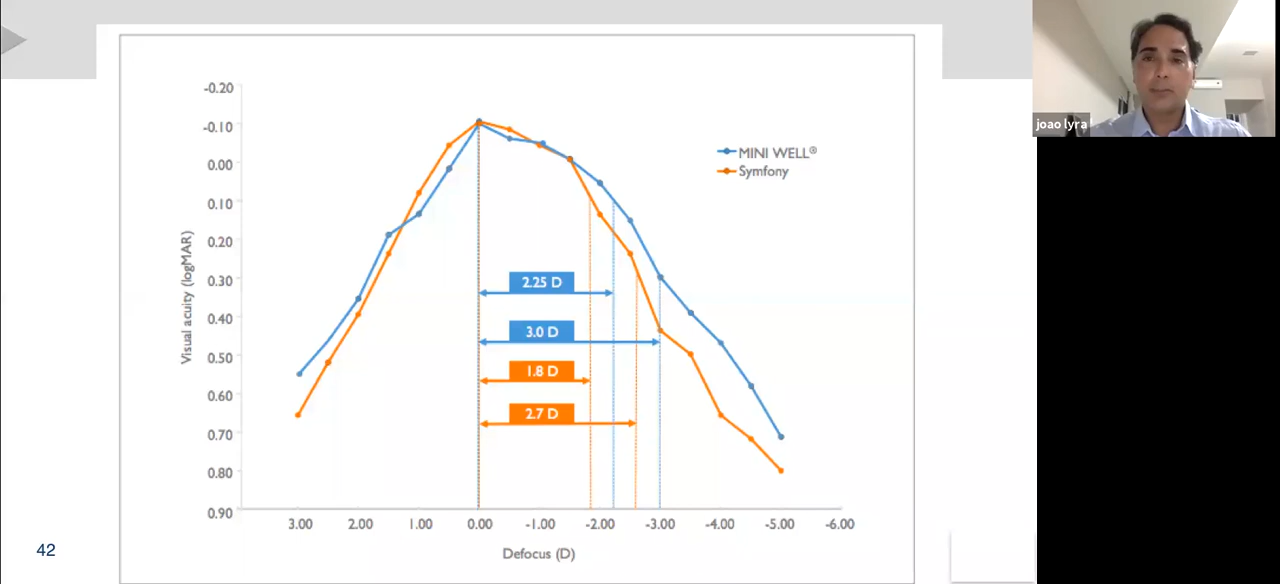 joao lyra
-0.20
-0.10
0.00
0.10
0.20
0.30
0.40
0.50
0.60
0.70
0.80
0.90
Visual acuity (logMAR)
MINI WELL®
Symfony
2.25 D
3.0 D
1.8 D
2.7 D
3.00 2.00 1.00 0.00 -1.00 -2.00 -3.00 -4.00 -5.00 -6.00
Defocus (D)
42